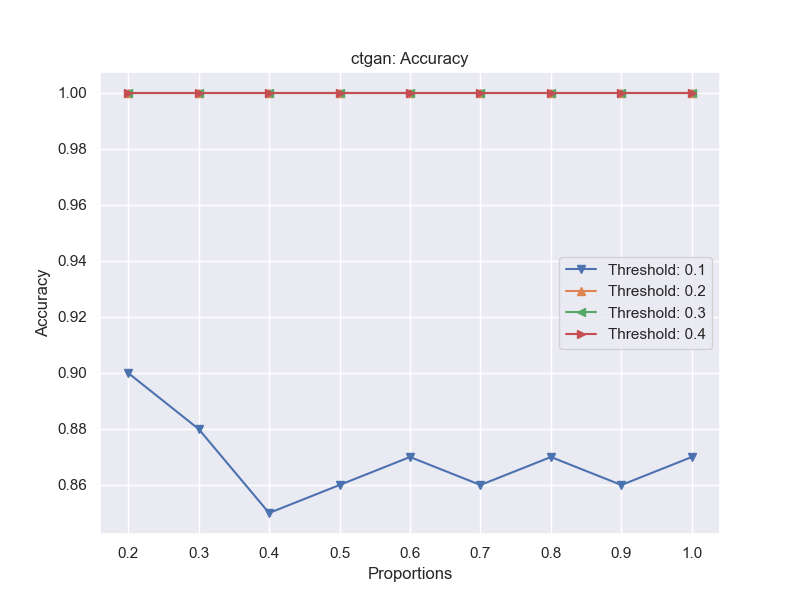 ctgan: Accuracy
1.00
0.98
0.96
0.94
0.92
0.90
0.88
0.86
Accuracy
Threshold: 0.1
Threshold: 0.2
Threshold: 0.3
Threshold: 0.4
0.2 0.3 0.4 0.5 0.6 0.7 0.8 0.9 1.0
Proportions